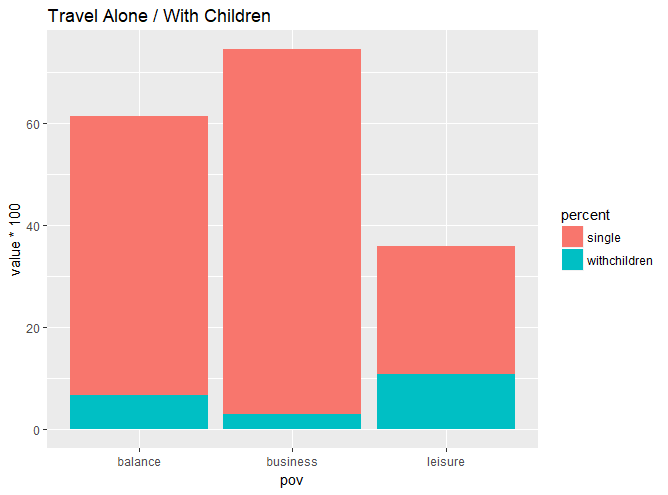 Travel Alone / With Children
value * 100
60
40
20
0
balance business leisure
pov
percent
single
withchildren